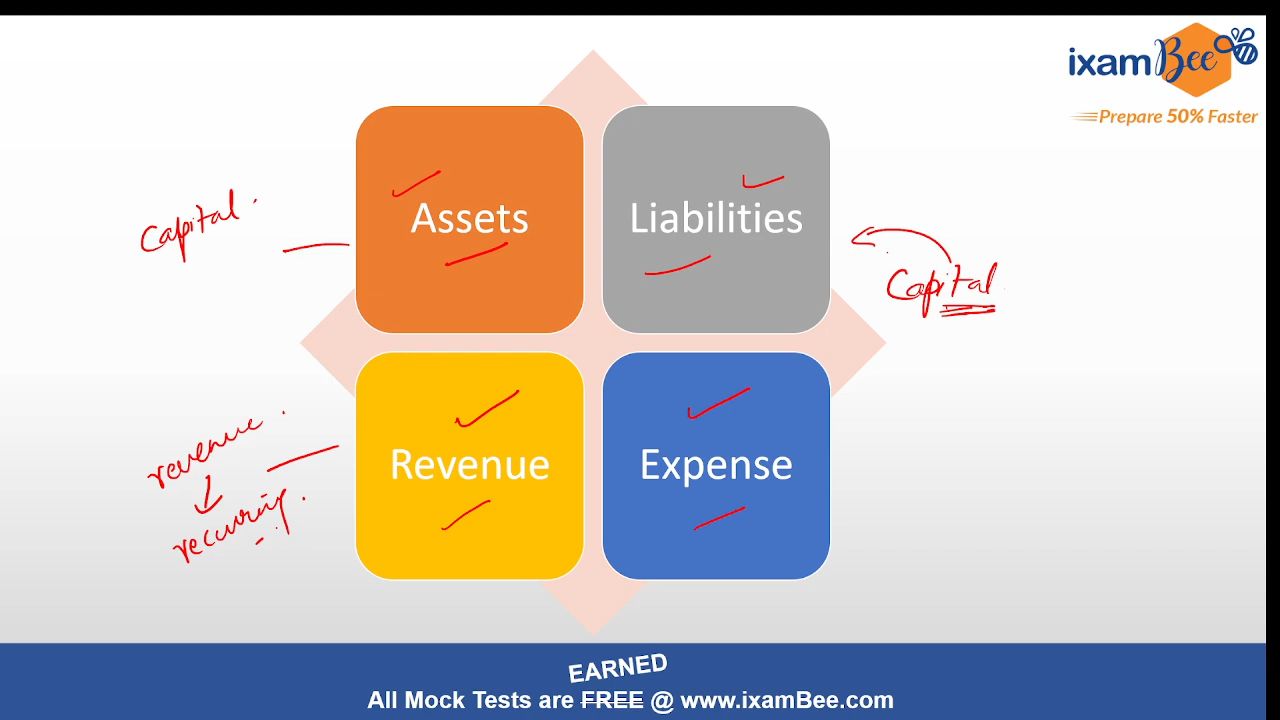 ixamBee
Prepare 50% Faster
Capital.
Assets
Liabilities
Capital
revenue.
recuring.
Revenue
Expense
EARNED
All Mock Tests are FREE @ www.ixamBee.com